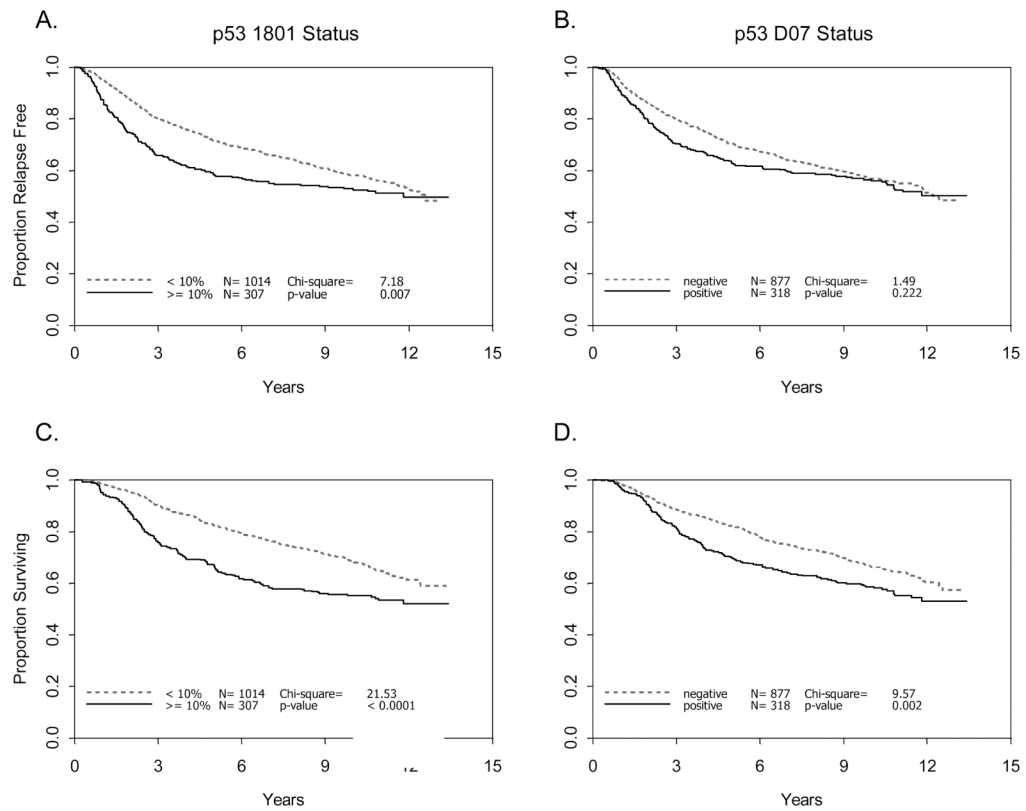 A.
p53 1801 Status
Proportion Relapse Free
1.0
0.8
0.6
0.4
0.2
0.0
< 10% N= 1014 Chi-square= 7.18
>= 10% N= 307 p-value 0.007
0 3 6 9 12 15
Years
B.
p53 D07 Status
1.0
0.8
0.6
0.4
0.2
0.0
negative N= 877 Chi-square= 1.49
positive N= 318 p-value 0.222
0 3 6 9 12 15
Years
C.
Proportion Surviving
1.0
0.8
0.6
0.4
0.2
0.0
< 10% N= 1014 Chi-square= 21.53
>= 10% N= 307 p-value < 0.0001
0 3 6 9 15
Years
D.
1.0
0.8
0.6
0.4
0.2
0.0
negative N= 877 Chi-square= 9.57
positive N= 318 p-value 0.002
0 3 6 9 12 15
Years